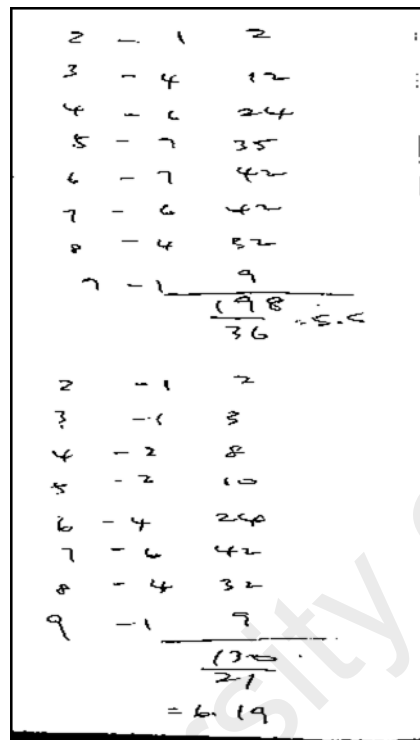 2 - 1 2
3 - 4 12
4 - 6 24
5 - 7 35
6 - 7 42
7 - 6 42
8 - 4 32
9 - 1 9
198
36 = 5.5
2 - 1 2
3 - 1 3
4 - 2 8
5 - 2 10
6 - 4 24
7 - 6 42
8 - 4 32
9 - 1 9
130
21
= 6.19